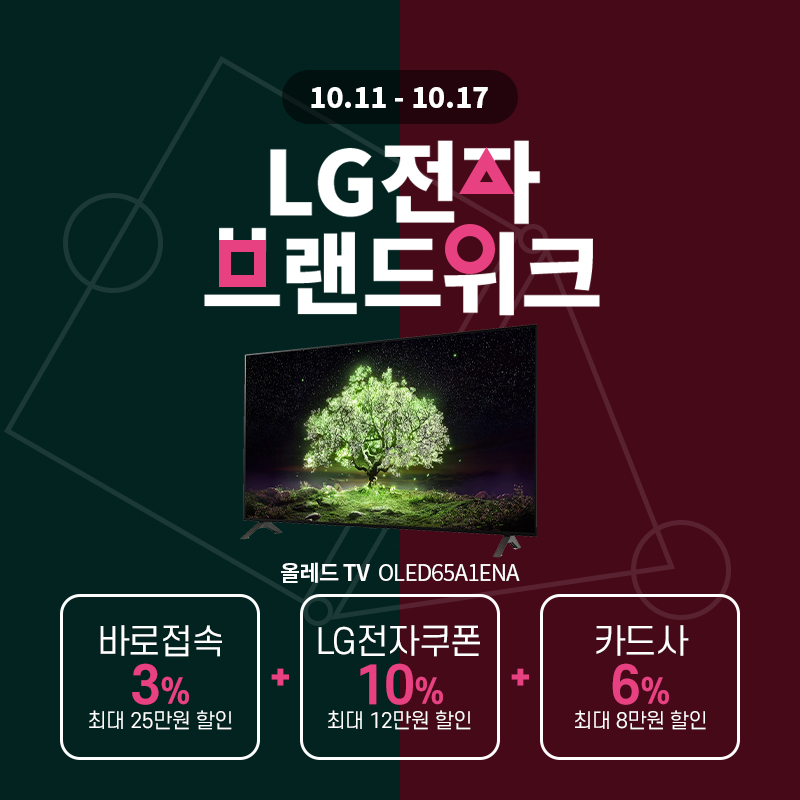 10.11 - 10.17
LG전자
브랜드위크
올레드 TV OLED65A1ENA
바로접속
3%
최대 25만원 할인
+
LG전자쿠폰
10%
최대 12만원 할인
+
카드사
6%
최대 8만원 할인